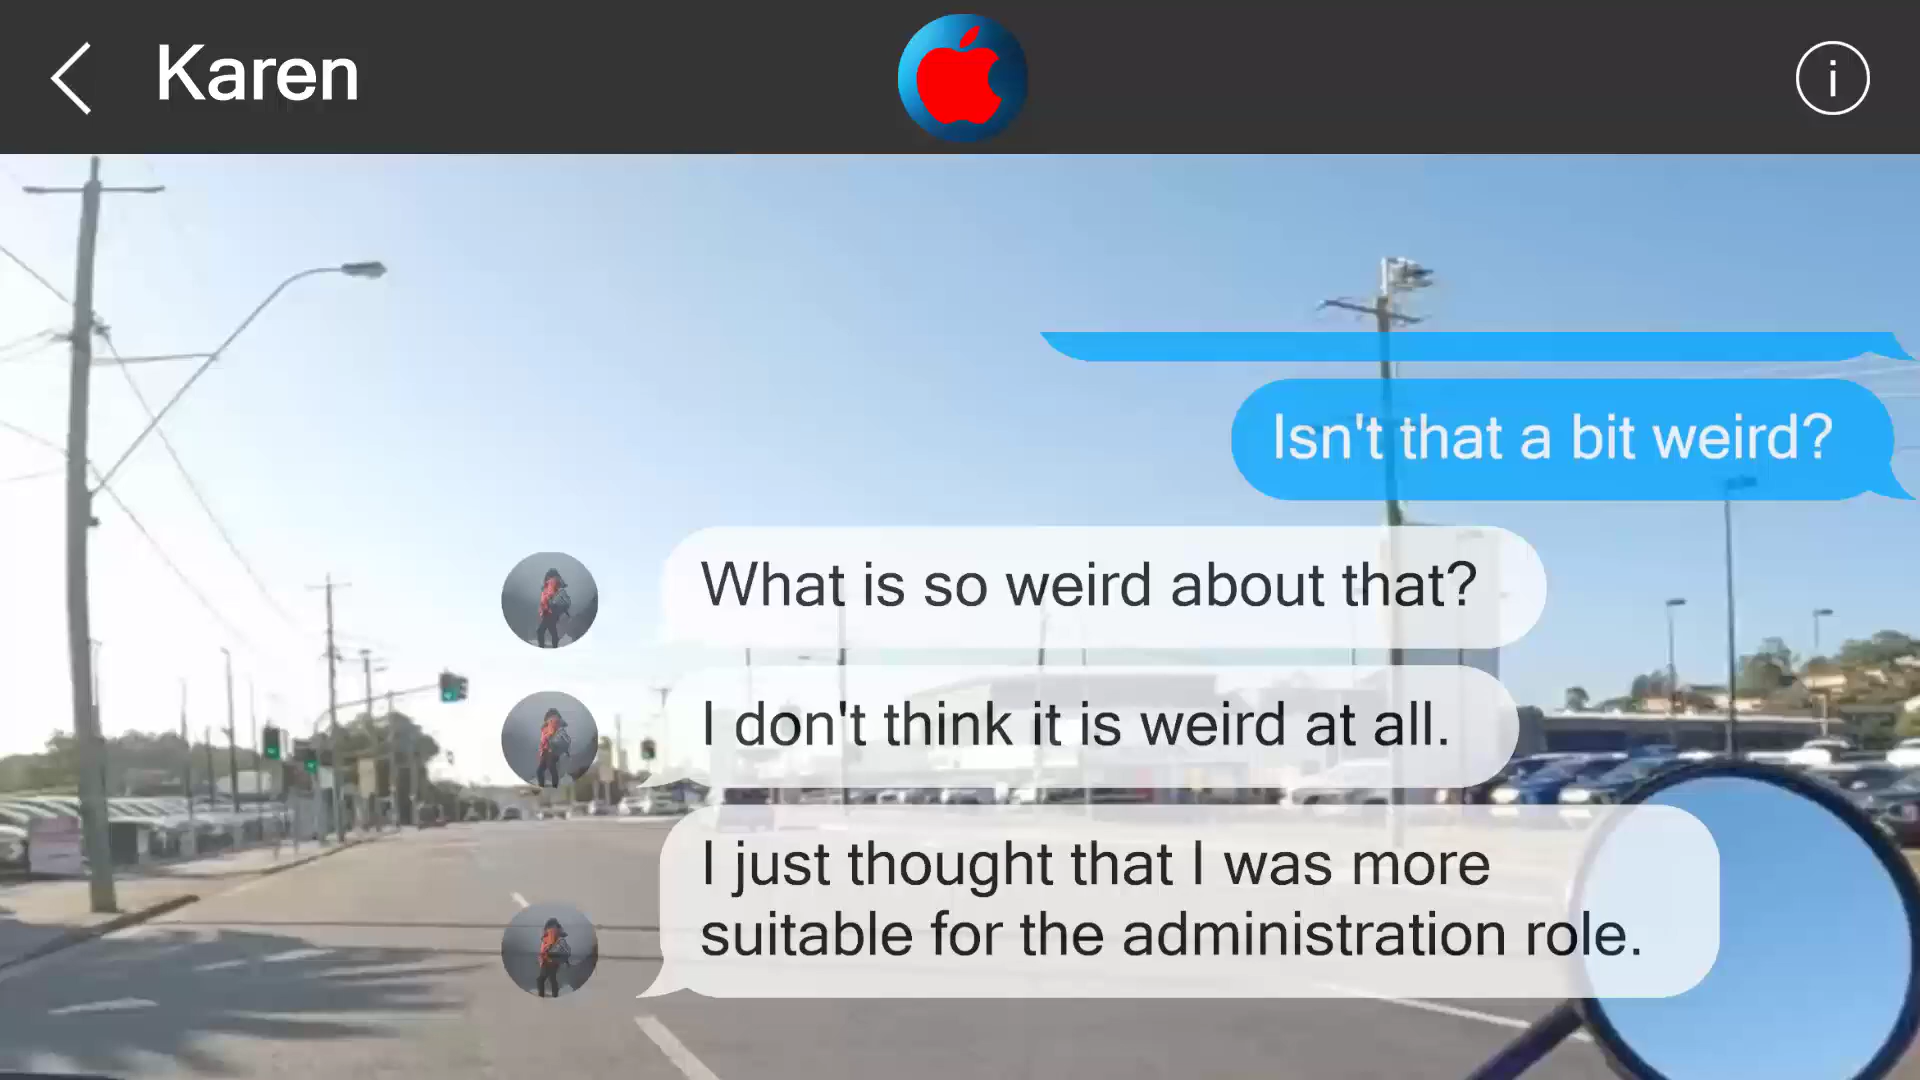 Karen
Isn't that a bit weird?
What is so weird about that?
I don't think it is weird at all.
I just thought that I was more
suitable for the administration role.